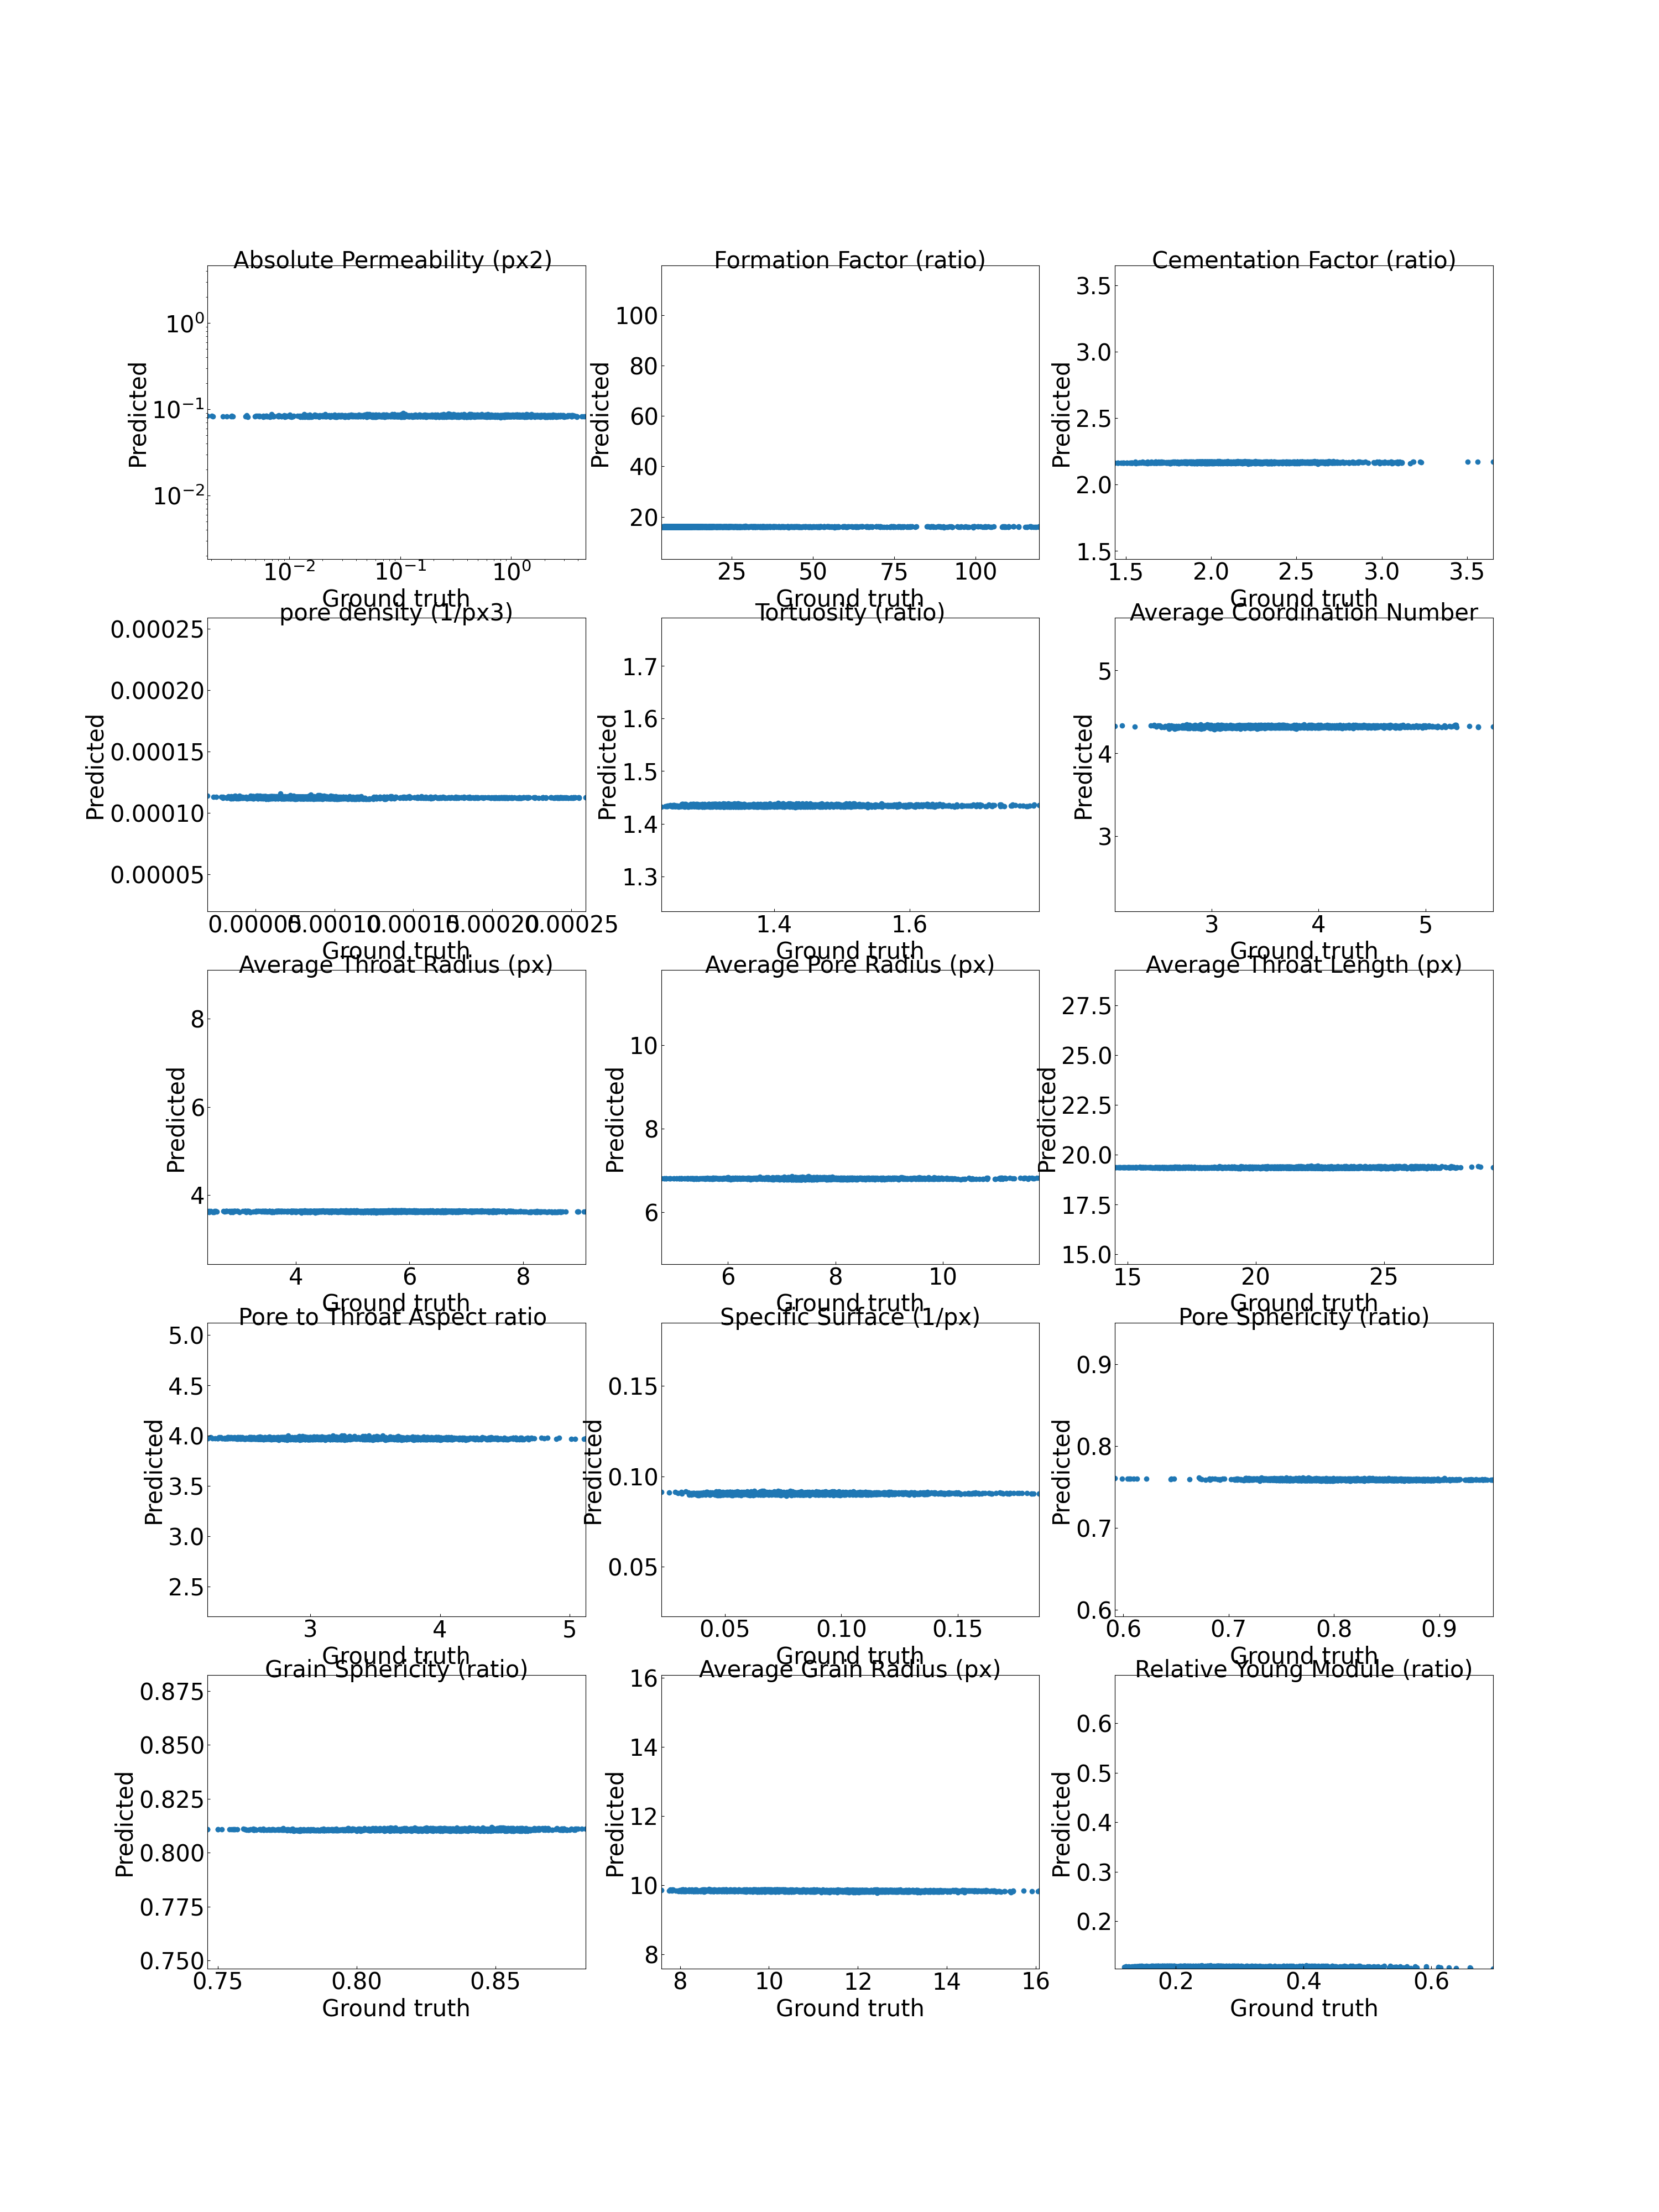 Absolute Permeability (px2)
Predicted
10⁰
10⁻¹
10⁻²
10⁻² 10⁻¹ 10⁰
Ground truth
Formation Factor (ratio)
Predicted
100
80
60
40
20
25 50 75 100
Ground truth
Cementation Factor (ratio)
Predicted
3.5
3.0
2.5
2.0
1.5
1.5 2.0 2.5 3.0 3.5
Ground truth
pore density (1/px3)
Predicted
0.00025
0.00020
0.00015
0.00010
0.00005
0.00005 0.00010 0.00015 0.00020 0.00025
Ground truth
Tortuosity (ratio)
Predicted
1.7
1.6
1.5
1.4
1.3
1.4 1.6
Ground truth
Average Coordination Number
Predicted
5
4
3
3 4 5
Ground truth
Average Throat Radius (px)
Predicted
8
6
4
4 6 8
Ground truth
Average Pore Radius (px)
Predicted
10
8
6
6 8 10
Ground truth
Average Throat Length (px)
Predicted
27.5
25.0
22.5
20.0
17.5
15.0
15 20 25
Ground truth
Pore to Throat Aspect ratio
Predicted
5.0
4.5
4.0
3.5
3.0
2.5
3 4 5
Ground truth
Specific Surface (1/px)
Predicted
0.15
0.10
0.05
0.05 0.10 0.15
Ground truth
Pore Sphericity (ratio)
Predicted
0.9
0.8
0.7
0.6
0.6 0.7 0.8 0.9
Ground truth
Grain Sphericity (ratio)
Predicted
0.875
0.850
0.825
0.800
0.775
0.750
0.75 0.80 0.85
Ground truth
Average Grain Radius (px)
Predicted
16
14
12
10
8
8 10 12 14 16
Ground truth
Relative Young Module (ratio)
Predicted
0.6
0.5
0.4
0.3
0.2
0.2 0.4 0.6
Ground truth